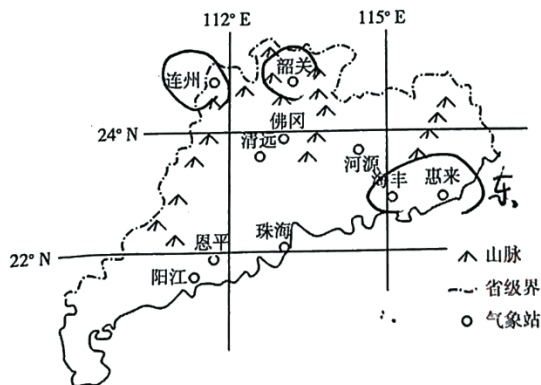 112° E
115° E
连州
韶关
佛冈
24° N
清远
河源
海丰
惠来
东
恩平
珠海
22° N
阳江
山脉
省级界
气象站